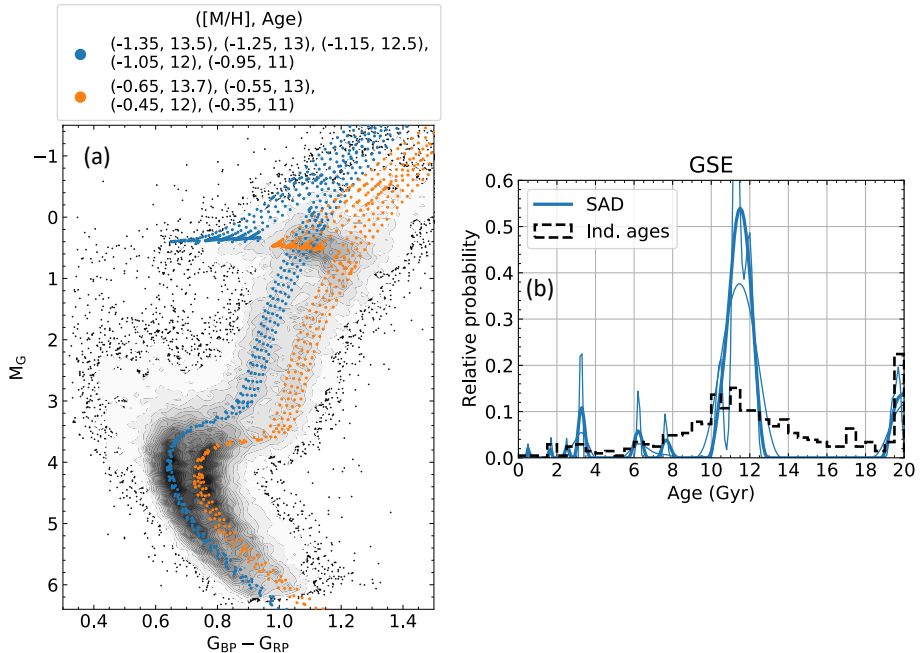 ([M/H], Age)
(-1.35, 13.5), (-1.25, 13), (-1.15, 12.5),
(-1.05, 12), (-0.95, 11)
(-0.65, 13.7), (-0.55, 13),
(-0.45, 12), (-0.35, 11)
(a)
−1
0
1
2
3
4
5
6
M_G
0.4 0.6 0.8 1.0 1.2 1.4
G_BP − G_RP
GSE
SAD
Ind. ages
(b)
0.6
0.5
0.4
0.3
0.2
0.1
0.0
Relative probability
0 2 4 6 8 10 12 14 16 18 20
Age (Gyr)